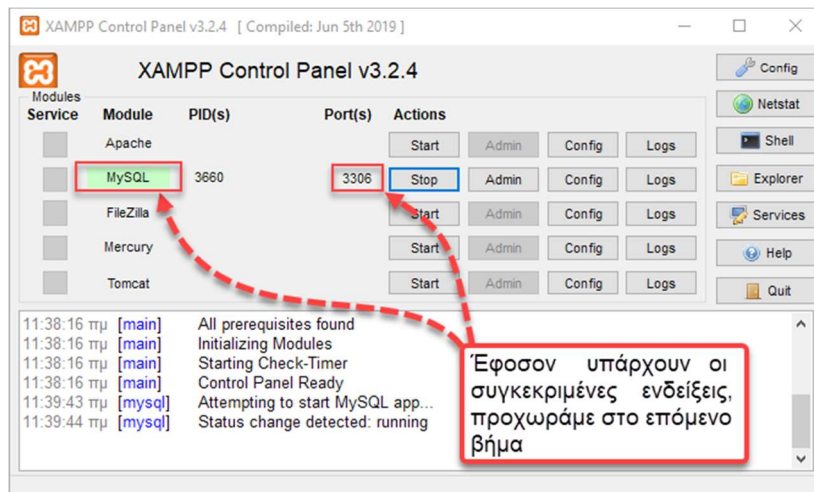 XAMPP Control Panel v3.2.4 [ Compiled: Jun 5th 2019 ]
XAMPP Control Panel v3.2.4
Config
Modules
Service Module PID(s) Port(s) Actions
Netstat
Apache Start Admin Config Logs
Shell
MySQL 3660 3306 Stop Admin Config Logs
Explorer
FileZilla Start Admin Config Logs
Services
Mercury Start Admin Config Logs
Help
Tomcat Start Admin Config Logs
Quit
11:38:16 πμ [main] All prerequisites found
11:38:16 πμ [main] Initializing Modules
11:38:16 πμ [main] Starting Check-Timer
11:38:16 πμ [main] Control Panel Ready
11:39:43 πμ [mysql] Attempting to start MySQL app...
11:39:44 πμ [mysql] Status change detected: running
Έφοσον υπάρχουν οι
συγκεκριμένες ενδείξεις,
προχωράμε στο επόμενο
βήμα